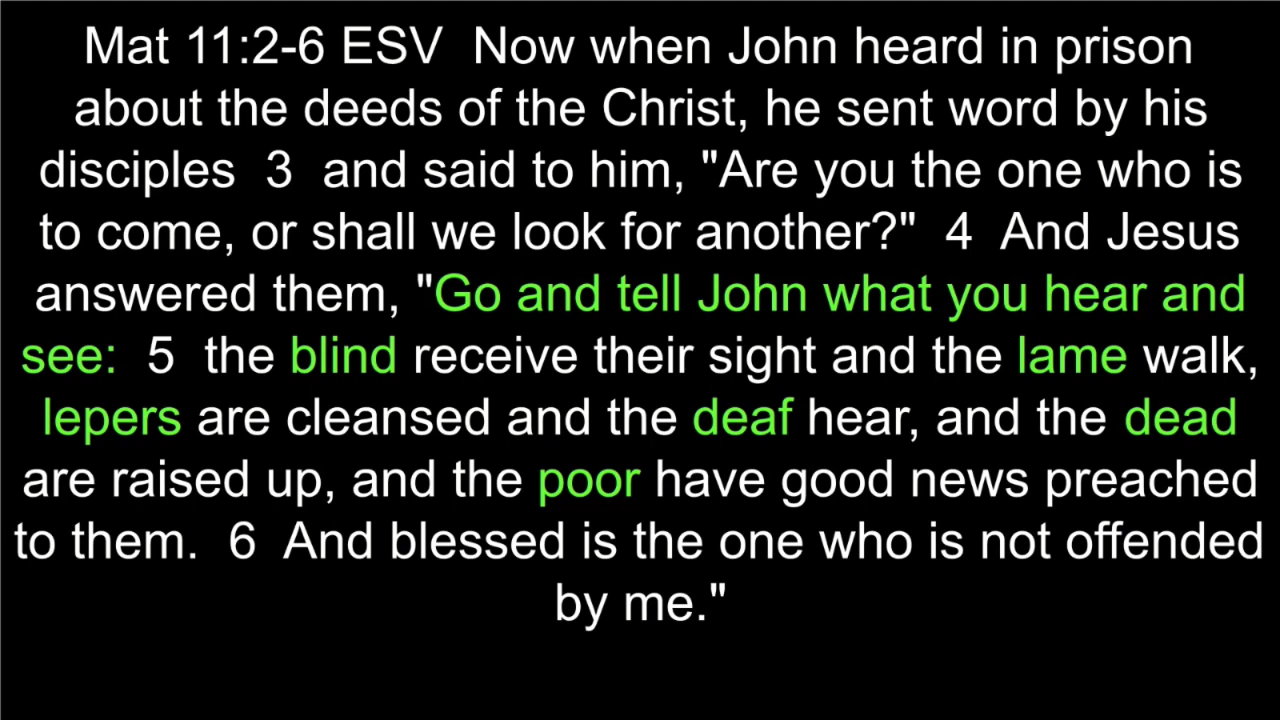 Mat 11:2-6 ESV  Now when John heard in prison
about the deeds of the Christ, he sent word by his
disciples  3  and said to him, "Are you the one who is
to come, or shall we look for another?"  4  And Jesus
answered them, "Go and tell John what you hear and
see:  5  the blind receive their sight and the lame walk,
lepers are cleansed and the deaf hear, and the dead
are raised up, and the poor have good news preached
to them.  6  And blessed is the one who is not offended
by me."